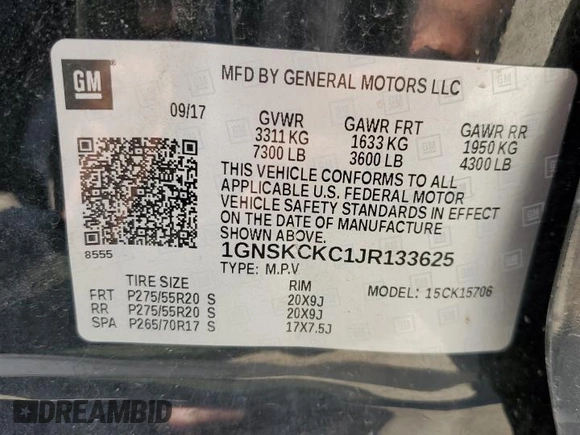 GM
MFD BY GENERAL MOTORS LLC
09/17
GVWR GAWR FRT GAWR RR
3311 KG 1633 KG 1950 KG
7300 LB 3600 LB 4300 LB
THIS VEHICLE CONFORMS TO ALL
APPLICABLE U.S. FEDERAL MOTOR
VEHICLE SAFETY STANDARDS IN EFFECT
ON THE DATE OF MANUFACTURE
SHOWN ABOVE.
8555
1GNSKCKC1JR133625
TYPE: M.P.V
TIRE SIZE RIM MODEL: 15CK15706
FRT P275/55R20 S 20X9J
RR P275/55R20 S 20X9J
SPA P265/70R17 S 17X7.5J
DREAMBID